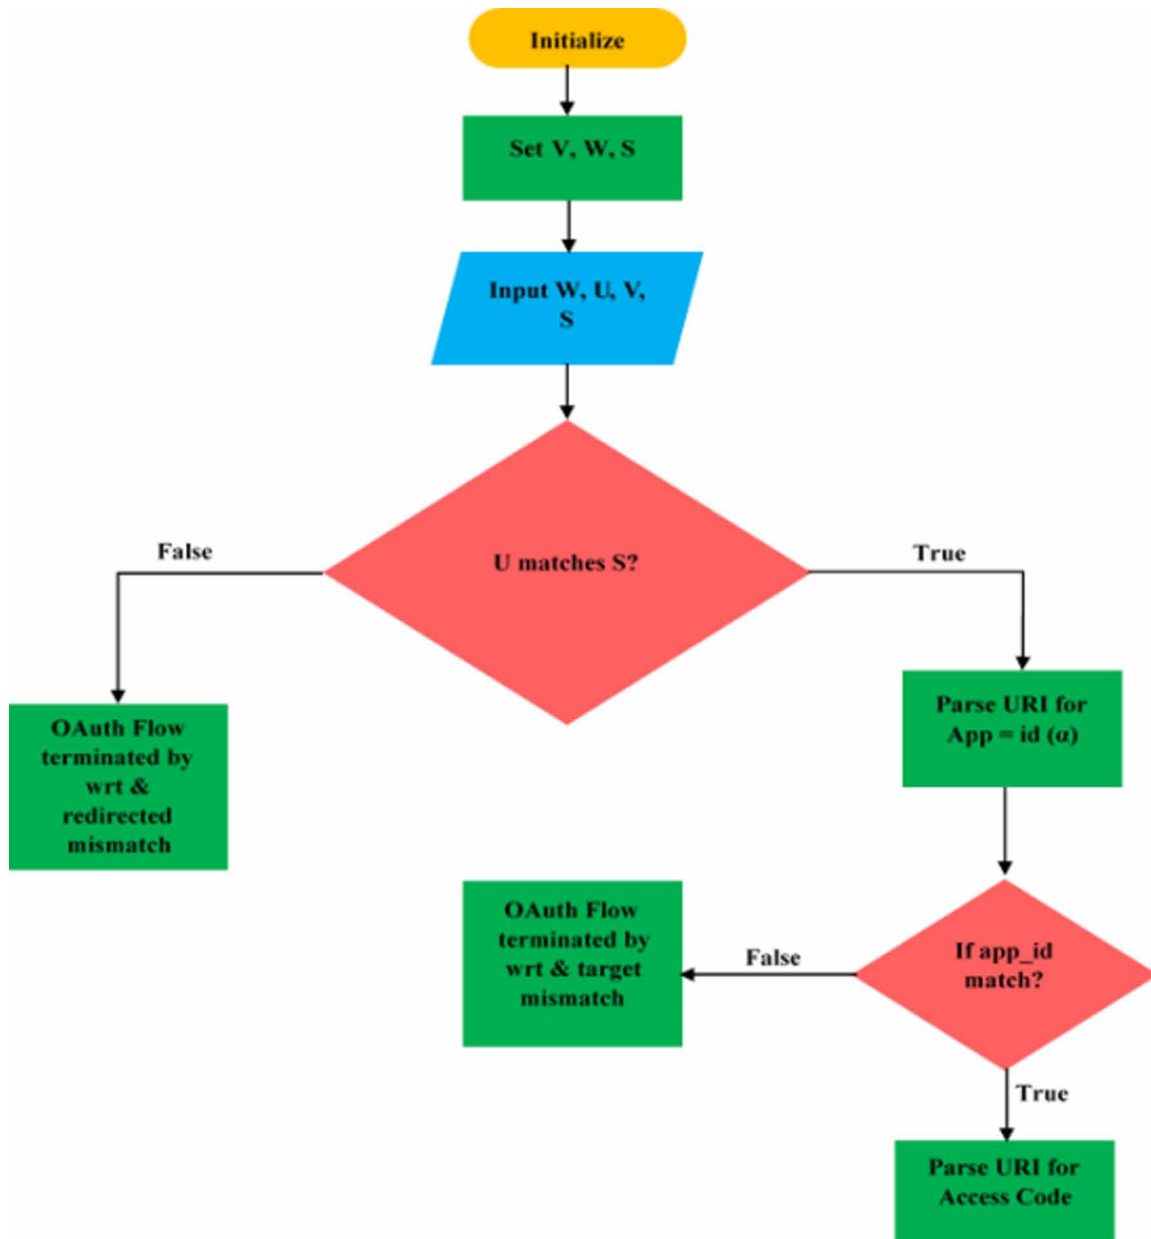 Initialize
Set V, W, S
Input W, U, V,
S
U matches S?
False
True
OAuth Flow
terminated by
wrt &
redirected
mismatch
Parse URI for
App = id (α)
If app_id
match?
False
OAuth Flow
terminated by
wrt & target
mismatch
True
Parse URI for
Access Code